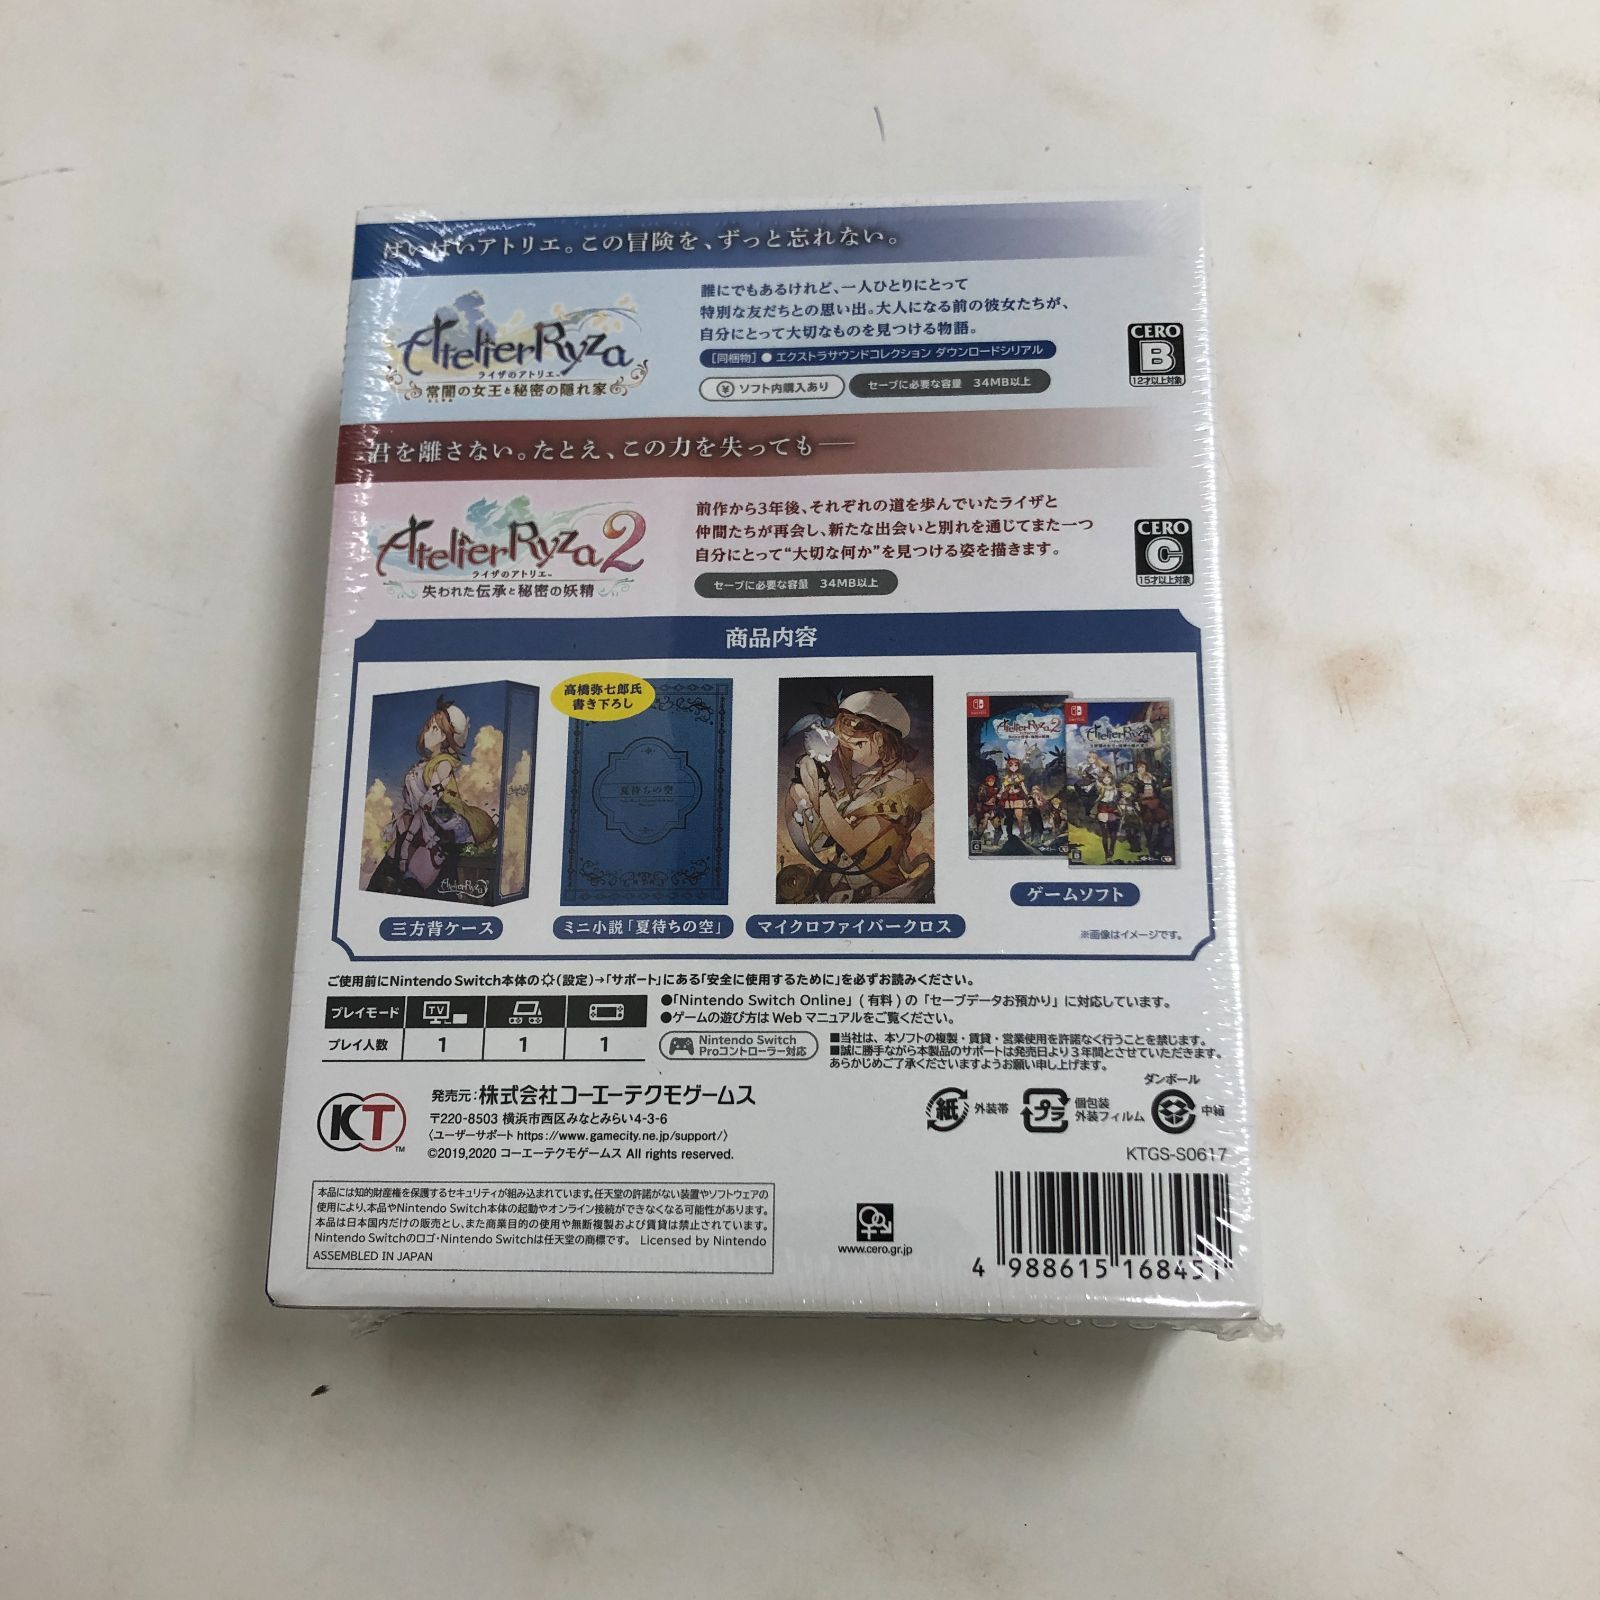 ばいばいアトリエ。この冒険を、ずっと忘れない。
Atelier Ryza
ライザのアトリエ
常闇の女王と秘密の隠れ家
誰にでもあるけれど、一人ひとりにとって
特別な友だちとの思い出。大人になる前の彼女たちが、
自分にとって大切なものを見つける物語。
[同梱物] ● エクストラサウンドコレクション ダウンロードシリアル
ソフト内購入あり
セーブに必要な容量 34MB以上
CERO
B
12才以上対象
君を離さない。たとえ、この力を失っても――
Atelier Ryza 2
ライザのアトリエ
失われた伝承と秘密の妖精
前作から3年後、それぞれの道を歩んでいたライザと
仲間たちが再会し、新たな出会いと別れを通じてまた一つ
自分にとって“大切な何か”を見つける姿を描きます。
セーブに必要な容量 34MB以上
CERO
C
15才以上対象
商品内容
高橋弥七郎氏
書き下ろし
夏待ちの空
Atelier Ryza
Atelier Ryza 2
Atelier Ryza
三方背ケース
ミニ小説「夏待ちの空」
マイクロファイバークロス
ゲームソフト
※画像はイメージです。
ご使用前にNintendo Switch本体の(設定)→「サポート」にある「安全に使用するために」を必ずお読みください。
プレイモード TV
プレイ人数 1 1 1
●「Nintendo Switch Online」(有料)の「セーブデータお預かり」に対応しています。
●ゲームの遊び方は Web マニュアルをご覧ください。
Nintendo Switch
Proコントローラー対応
■当社は、本ソフトの複製・賃貸・営業使用を許諾なく行うことを禁じます。
■誠に勝手ながら本製品のサポートは発売日より3年間とさせていただきます。
あらかじめご了承くださいますようお願い申し上げます。
KT™
発売元:株式会社コーエーテクモゲームス
〒220-8503 横浜市西区みなとみらい4-3-6
〈ユーザーサポート https://www.gamecity.ne.jp/support/〉
©2019,2020 コーエーテクモゲームス All rights reserved.
紙 外装帯
プラ 個包装
外装フィルム
ダンボール
中箱
KTGS-S0617
本品には知的財産権を保護するセキュリティが組み込まれています。任天堂の許諾がない装置やソフトウェアの
使用により、本品やNintendo Switch本体の起動やオンライン接続ができなくなる可能性があります。
本品は日本国内だけの販売とし、また商業目的の使用や無断複製および賃貸は禁止されています。
Nintendo Switchのロゴ・Nintendo Switchは任天堂の商標です。 Licensed by Nintendo
ASSEMBLED IN JAPAN
www.cero.gr.jp
4 988615 168451